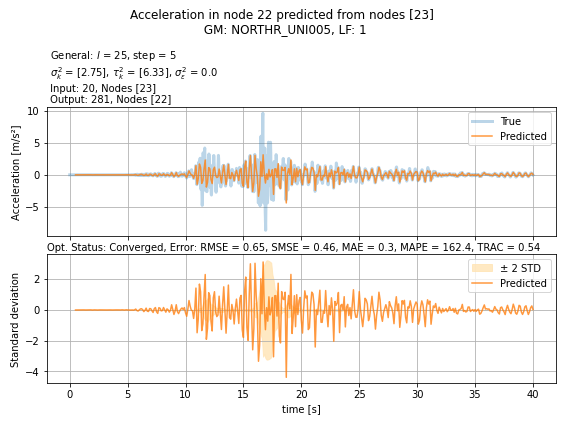 Acceleration in node 22 predicted from nodes [23]
GM: NORTHR_UNI005, LF: 1
General: l = 25, step = 5
σ²ₖ = [2.75], τ²ₖ = [6.33], σ²ε = 0.0
Input: 20, Nodes [23]
Output: 281, Nodes [22]
Acceleration [m/s²]
10
5
0
−5
True
Predicted
Opt. Status: Converged, Error: RMSE = 0.65, SMSE = 0.46, MAE = 0.3, MAPE = 162.4, TRAC = 0.54
Standard deviation
2
0
−2
−4
± 2 STD
Predicted
0 5 10 15 20 25 30 35 40
time [s]